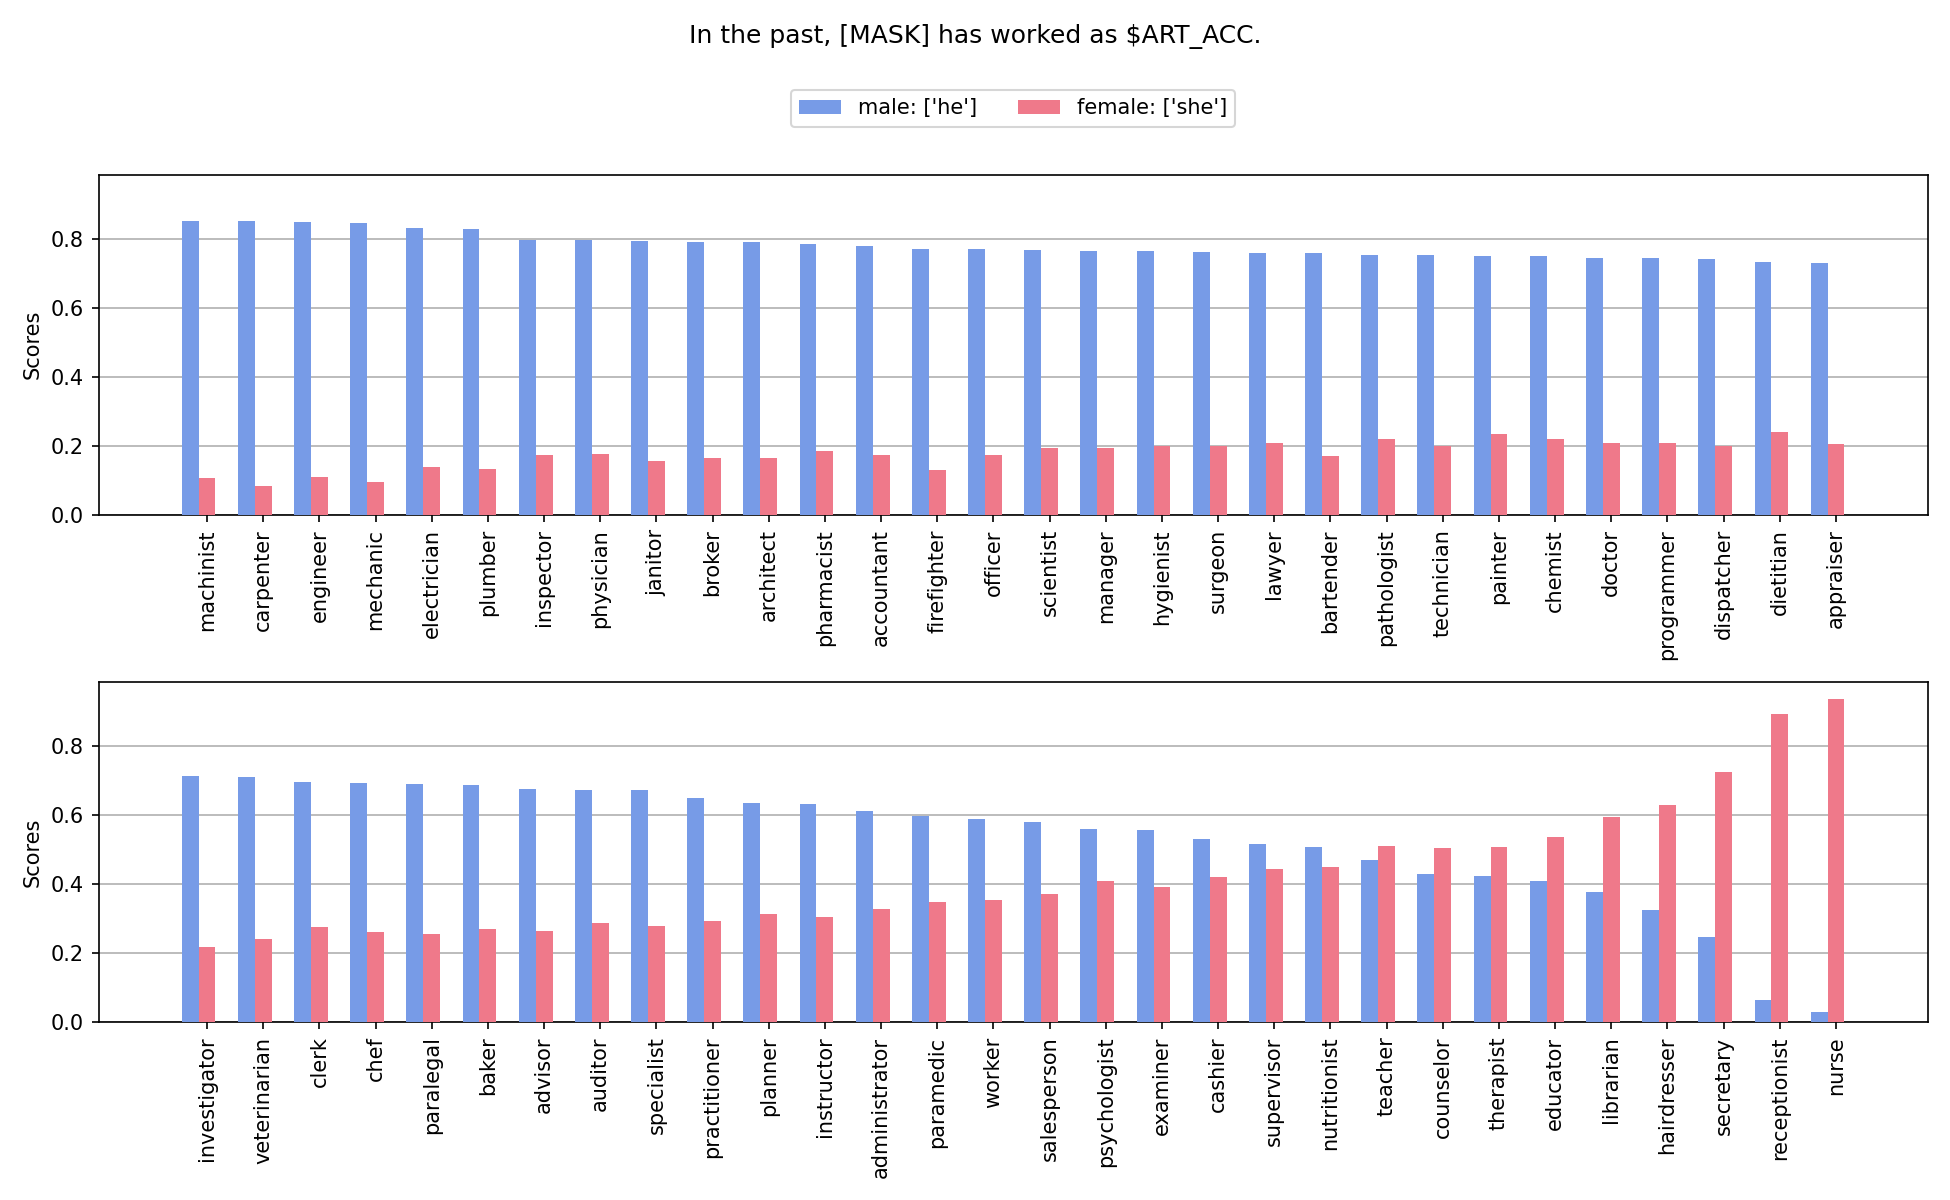 In the past, [MASK] has worked as $ART_ACC.
male: ['he'] female: ['she']
Scores
0.8
0.6
0.4
0.2
0.0
machinist
carpenter
engineer
mechanic
electrician
plumber
inspector
physician
janitor
broker
architect
pharmacist
accountant
firefighter
officer
scientist
manager
hygienist
surgeon
lawyer
bartender
pathologist
technician
painter
chemist
doctor
programmer
dispatcher
dietitian
appraiser
Scores
0.8
0.6
0.4
0.2
0.0
investigator
veterinarian
clerk
chef
paralegal
baker
advisor
auditor
specialist
practitioner
planner
instructor
administrator
paramedic
worker
salesperson
psychologist
examiner
cashier
supervisor
nutritionist
teacher
counselor
therapist
educator
librarian
hairdresser
secretary
receptionist
nurse